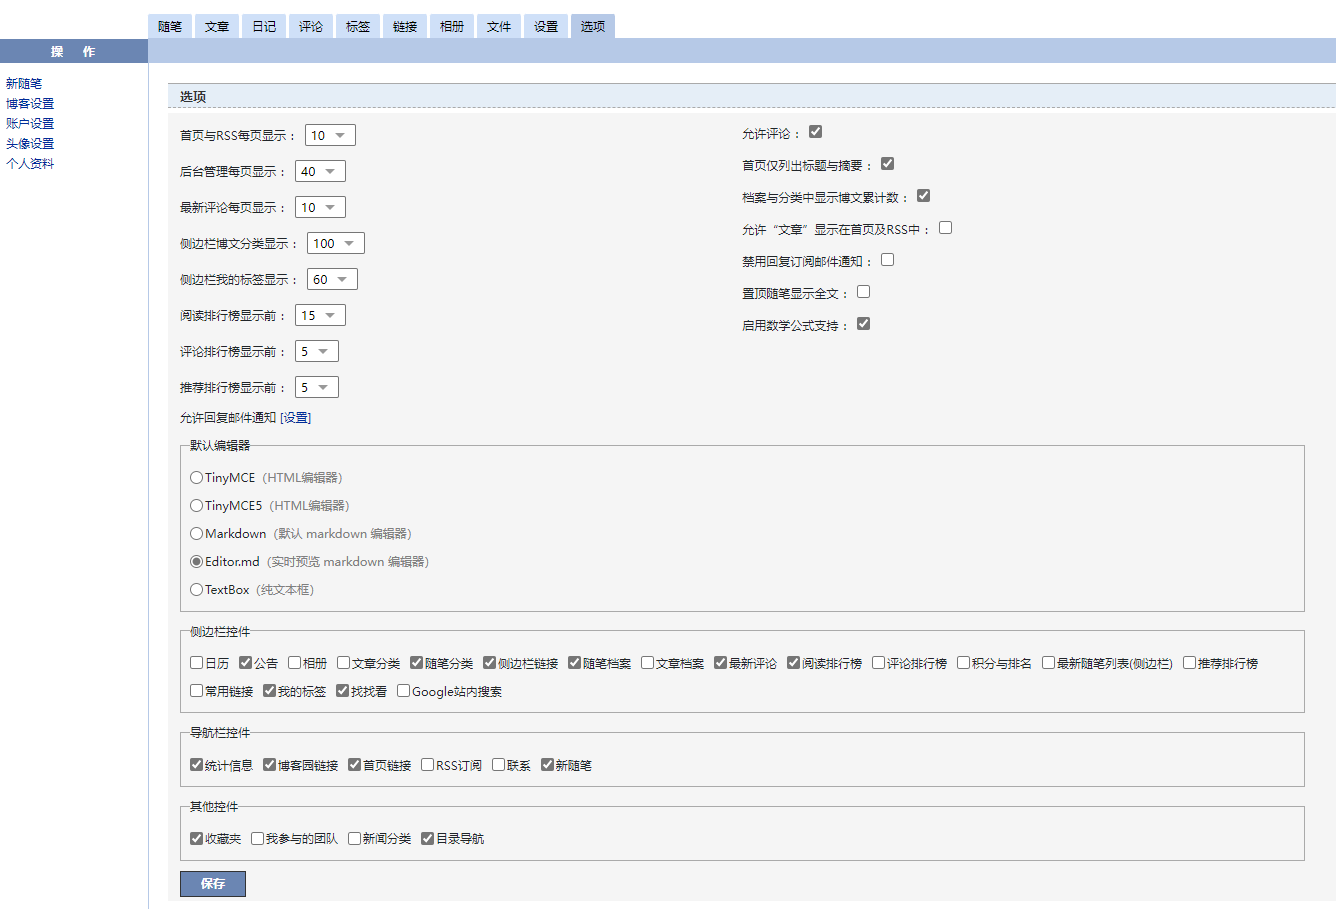 随笔 文章 日记 评论 标签 链接 相册 文件 设置 选项
操 作
新随笔
博客设置
账户设置
头像设置
个人资料
选项
首页与RSS每页显示： 10
后台管理每页显示： 40
最新评论每页显示： 10
侧边栏博文分类显示： 100
侧边栏我的标签显示： 60
阅读排行榜显示前： 15
评论排行榜显示前： 5
推荐排行榜显示前： 5
允许回复邮件通知 [设置]
允许评论：
首页仅列出标题与摘要：
档案与分类中显示博文累计数：
允许“文章”显示在首页及RSS中：
禁用回复订阅邮件通知：
置顶随笔显示全文：
启用数学公式支持：
默认编辑器
TinyMCE (HTML编辑器)
TinyMCE5 (HTML编辑器)
Markdown (默认 markdown 编辑器)
Editor.md (实时预览 markdown 编辑器)
TextBox (纯文本框)
侧边栏控件
日历 公告 相册 文章分类 随笔分类 侧边栏链接 随笔档案 文章档案 最新评论 阅读排行榜 评论排行榜 积分与排名 最新随笔列表(侧边栏) 推荐排行榜
常用链接 我的标签 找找看 Google站内搜索
导航栏控件
统计信息 博客园链接 首页链接 RSS订阅 联系 新随笔
其他控件
收藏夹 我参与的团队 新闻分类 目录导航
保存